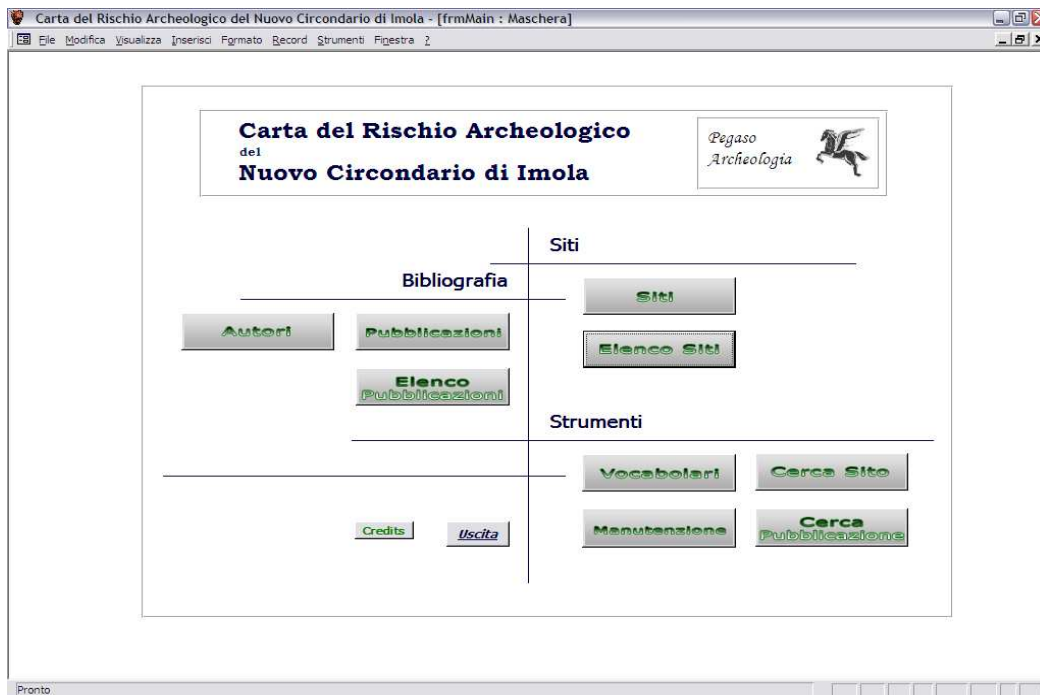 Carta del Rischio Archeologico del Nuovo Circondario di Imola - [frmMain : Maschera]
File Modifica Visualizza Inserisci Formato Record Strumenti Finestra ?
Carta del Rischio Archeologico
del
Nuovo Circondario di Imola
Pegaso
Archeologia
Siti
Bibliografia
Siti
Autori
Pubblicazioni
Elenco Siti
Elenco
Pubblicazioni
Strumenti
Vocabolari
Cerca Sito
Credits
Uscita
Manutenzione
Cerca
Pubblicazione
Pronto